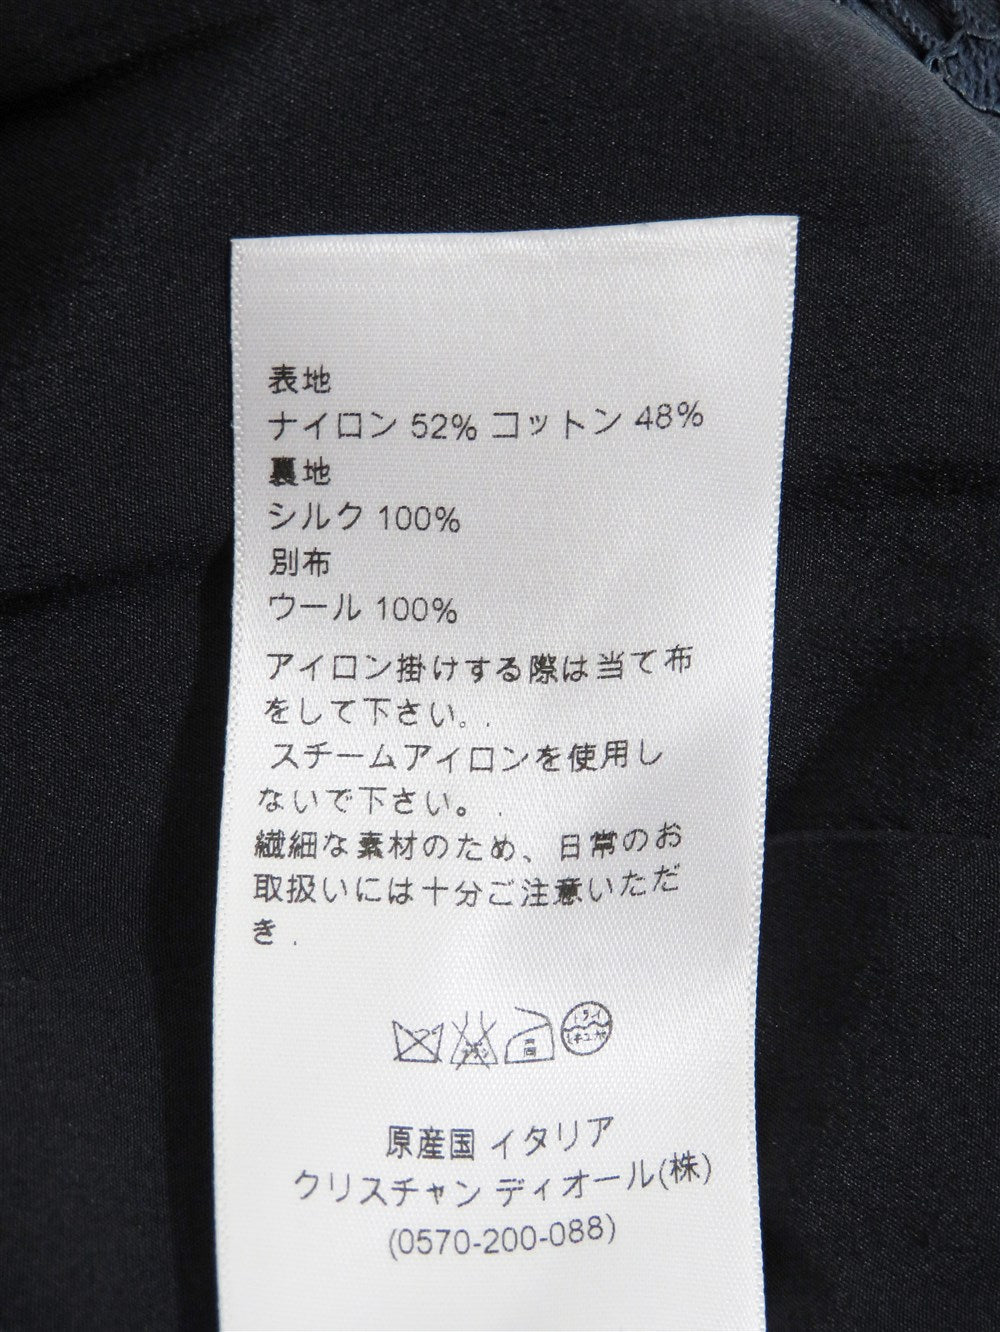 表地
ナイロン 52% コットン 48%
裏地
シルク 100%
別布
ウール 100%
アイロン掛けする際は当て布
をして下さい。.
スチームアイロンを使用し
ないで下さい。.
繊細な素材のため、日常のお
取扱いには十分ご注意いただ
き .
高
ドライ
原産国 イタリア
クリスチャン ディオール(株)
(0570-200-088)